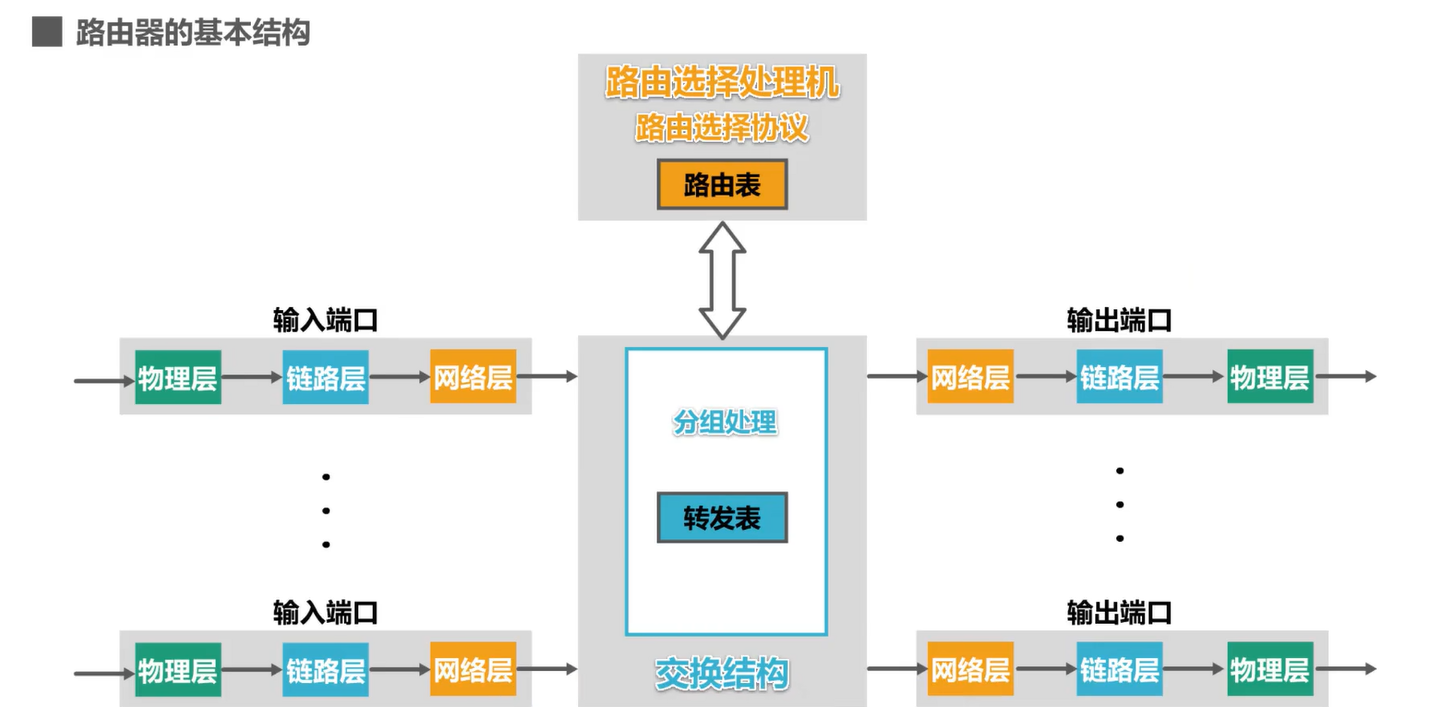 路由器的基本结构
路由选择处理机
路由选择协议
路由表
输入端口
物理层 链路层 网络层
分组处理
转发表
交换结构
输出端口
网络层 链路层 物理层
输入端口
物理层 链路层 网络层
输出端口
网络层 链路层 物理层